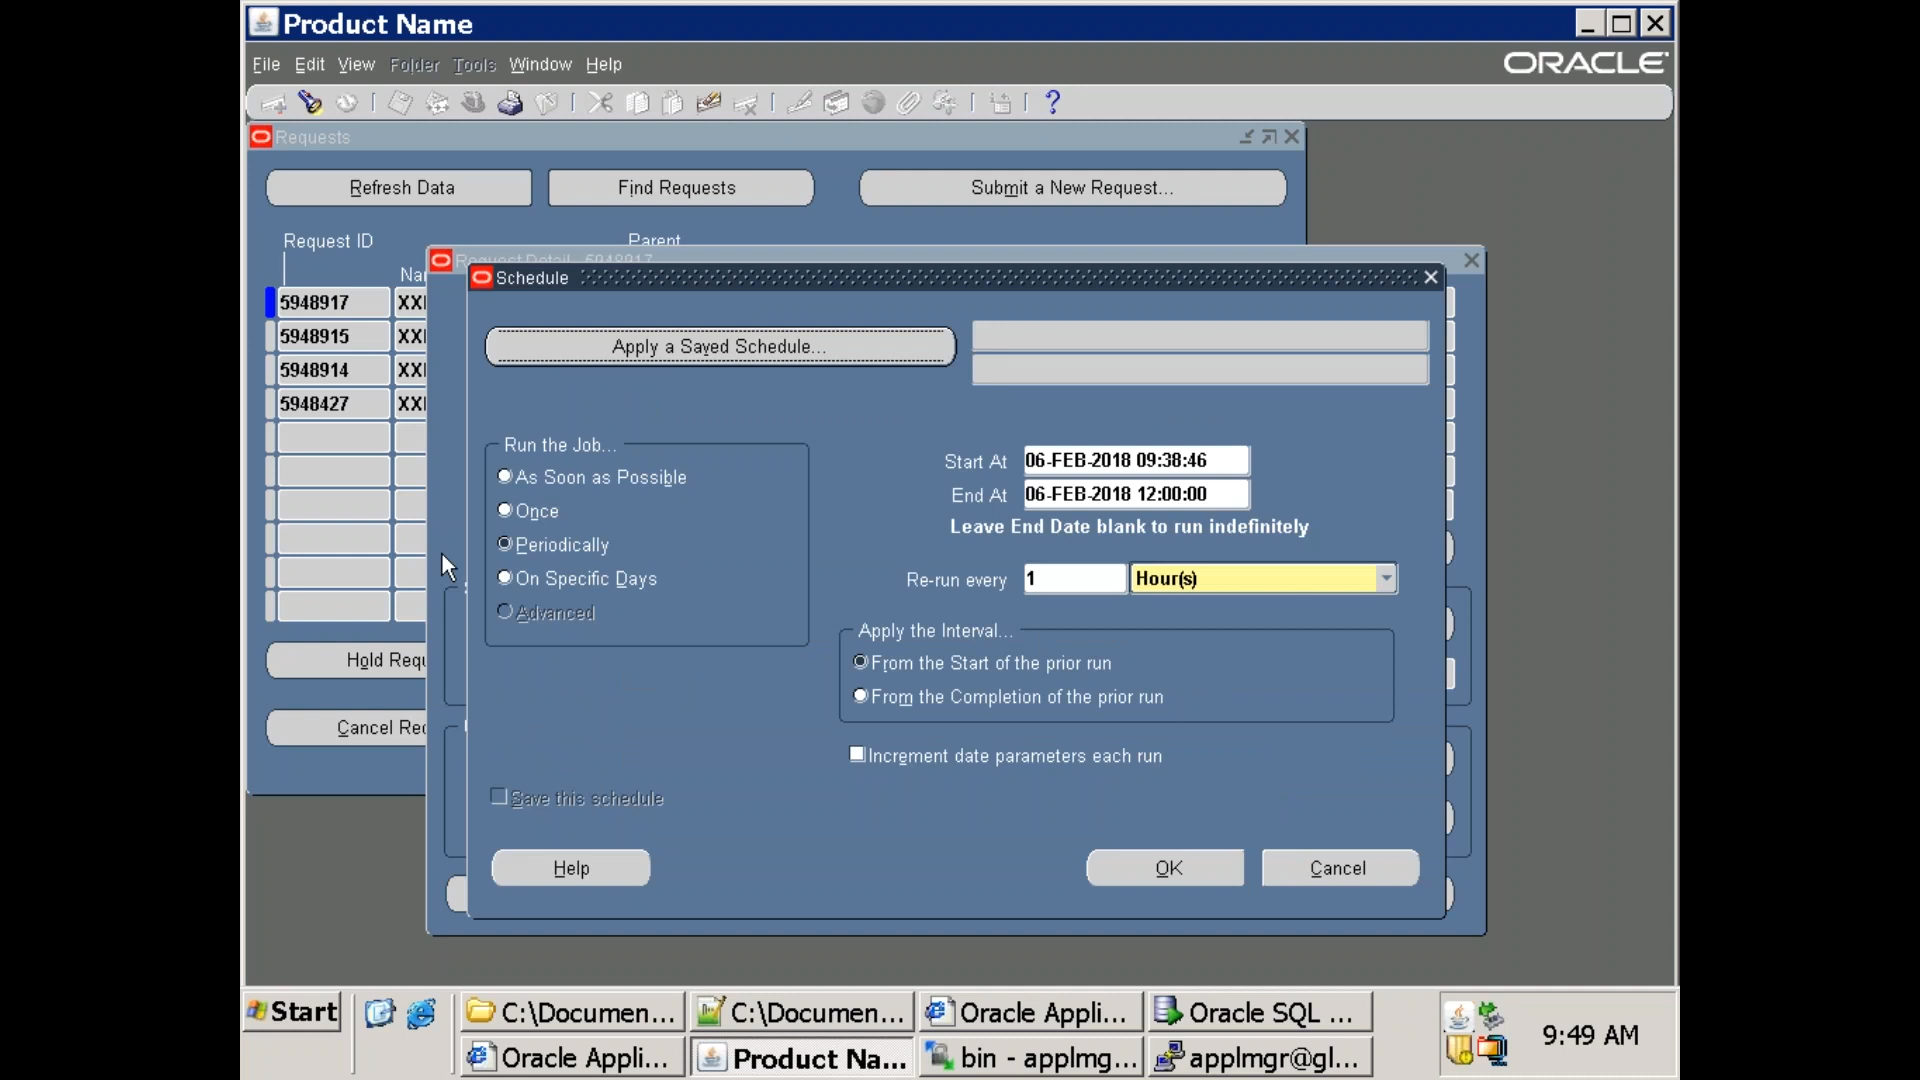 Product Name
File Edit View Folder Tools Window Help
ORACLE
Requests
Refresh Data
Find Requests
Submit a New Request...
Request ID
Parent
Request Detail - 5948917
Schedule
5948917 XX
5948915 XX
5948914 XX
5948427 XX
Apply a Saved Schedule...
Run the Job...
As Soon as Possible
Once
Periodically
On Specific Days
Advanced
Start At 06-FEB-2018 09:38:46
End At 06-FEB-2018 12:00:00
Leave End Date blank to run indefinitely
Re-run every 1 Hour(s)
Apply the Interval...
From the Start of the prior run
From the Completion of the prior run
Increment date parameters each run
Save this schedule
Hold Requ
Cancel Rec
Help
OK
Cancel
Start
C:\Documen...
C:\Documen...
Oracle Appli...
Oracle SQL ...
Oracle Appli...
Product Na...
bin - applmg...
applmgr@gl...
9:49 AM